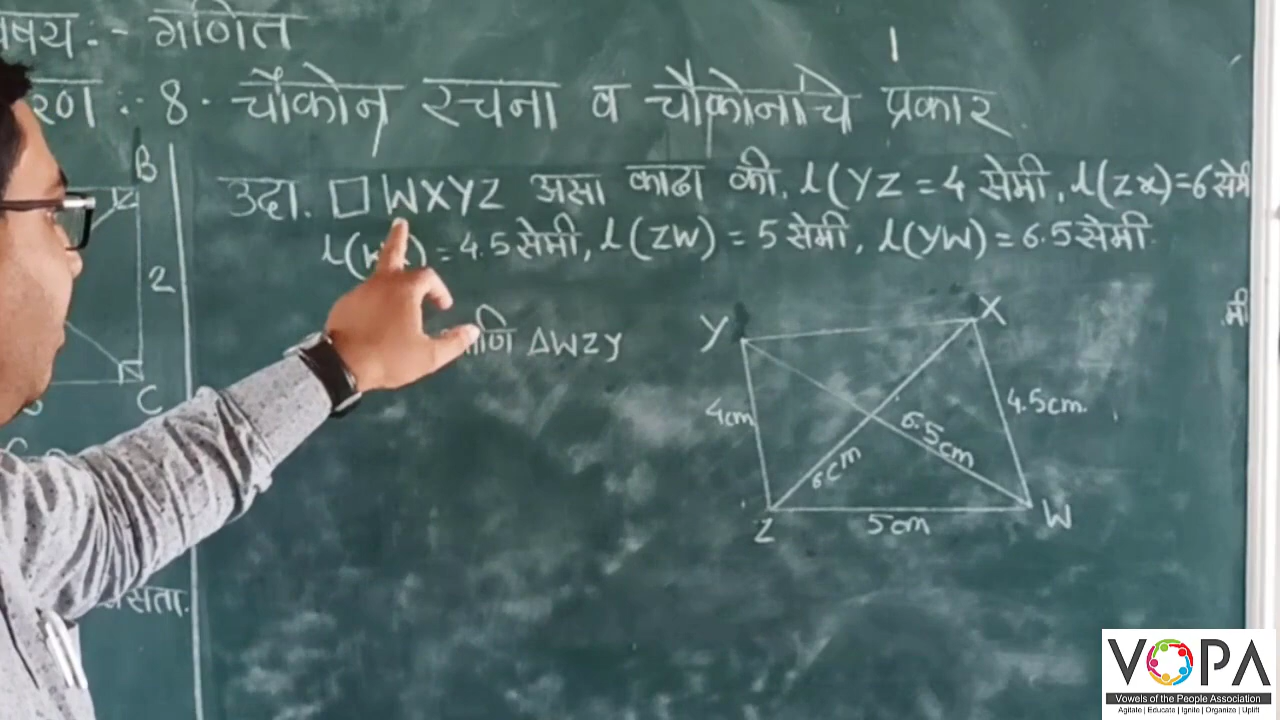 विषय:- गणित
रण :- 8. चौकोन रचना व चौकोनांचे प्रकार
B
उदा. □WXYZ असा काढा की, l(YZ = 4 सेमी, l(ZX)=6 सेमी
2
= 4.5 सेमी, l(ZW) = 5 सेमी, l(YW) = 6.5 सेमी.
मी
Y X
ΔWZY
C
4cm 4.5cm.
6.5cm
6cm
Z 5cm W
VOPA
Vowels of the People Association
Agitate | Educate | Ignite | Organize | Uplift